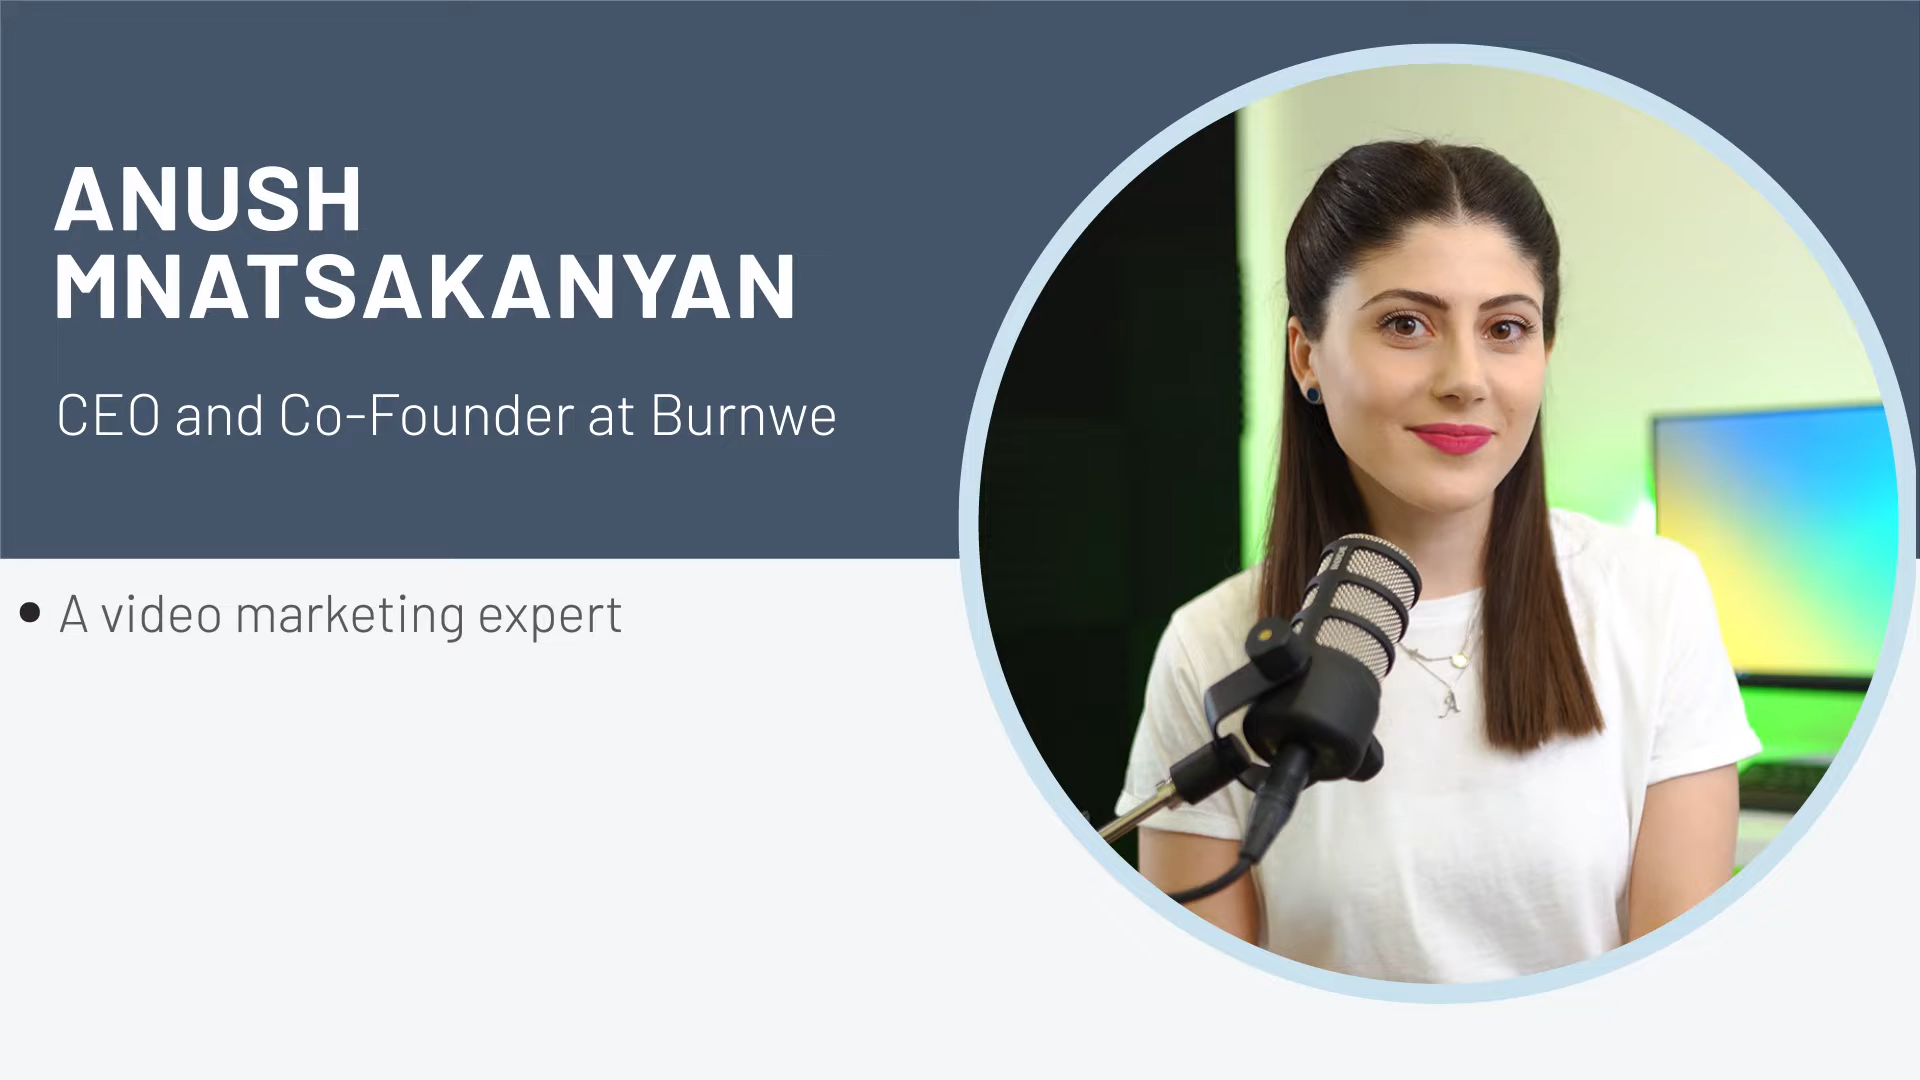 ANUSH
MNATSAKANYAN
CEO and Co-Founder at Burnwe
• A video marketing expert